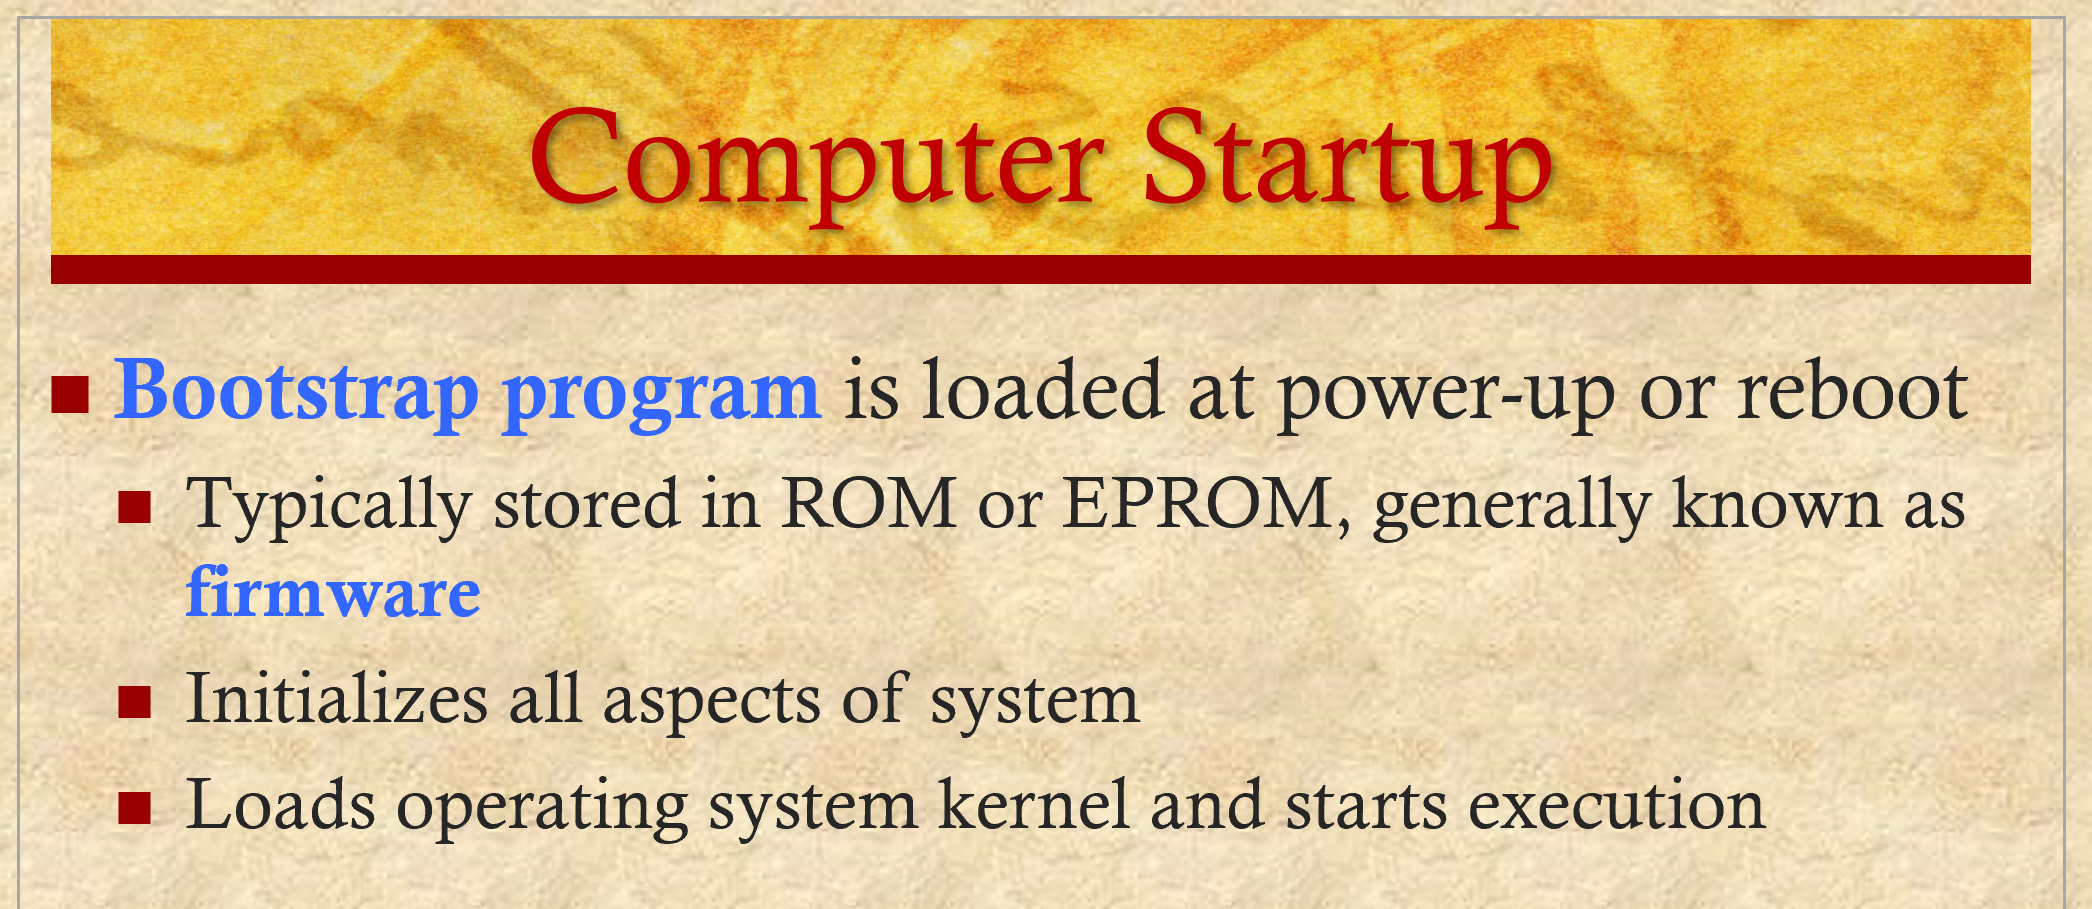 Computer Startup
Bootstrap program is loaded at power-up or reboot
Typically stored in ROM or EPROM, generally known as
firmware
Initializes all aspects of system
Loads operating system kernel and starts execution